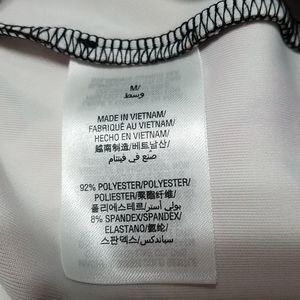 M/
وسط
MADE IN VIETNAM/
FABRIQUÉ AU VIETNAM/
HECHO EN VIETNAM/
越南制造/베트남산/
صنع في فيتنام
92% POLYESTER/POLYESTER/
POLIESTER/聚酯纤维/
폴리에스테르/بولي أستر
8% SPANDEX/SPANDEX/
ELASTANO/氨纶/
스판덱스/سباندكس